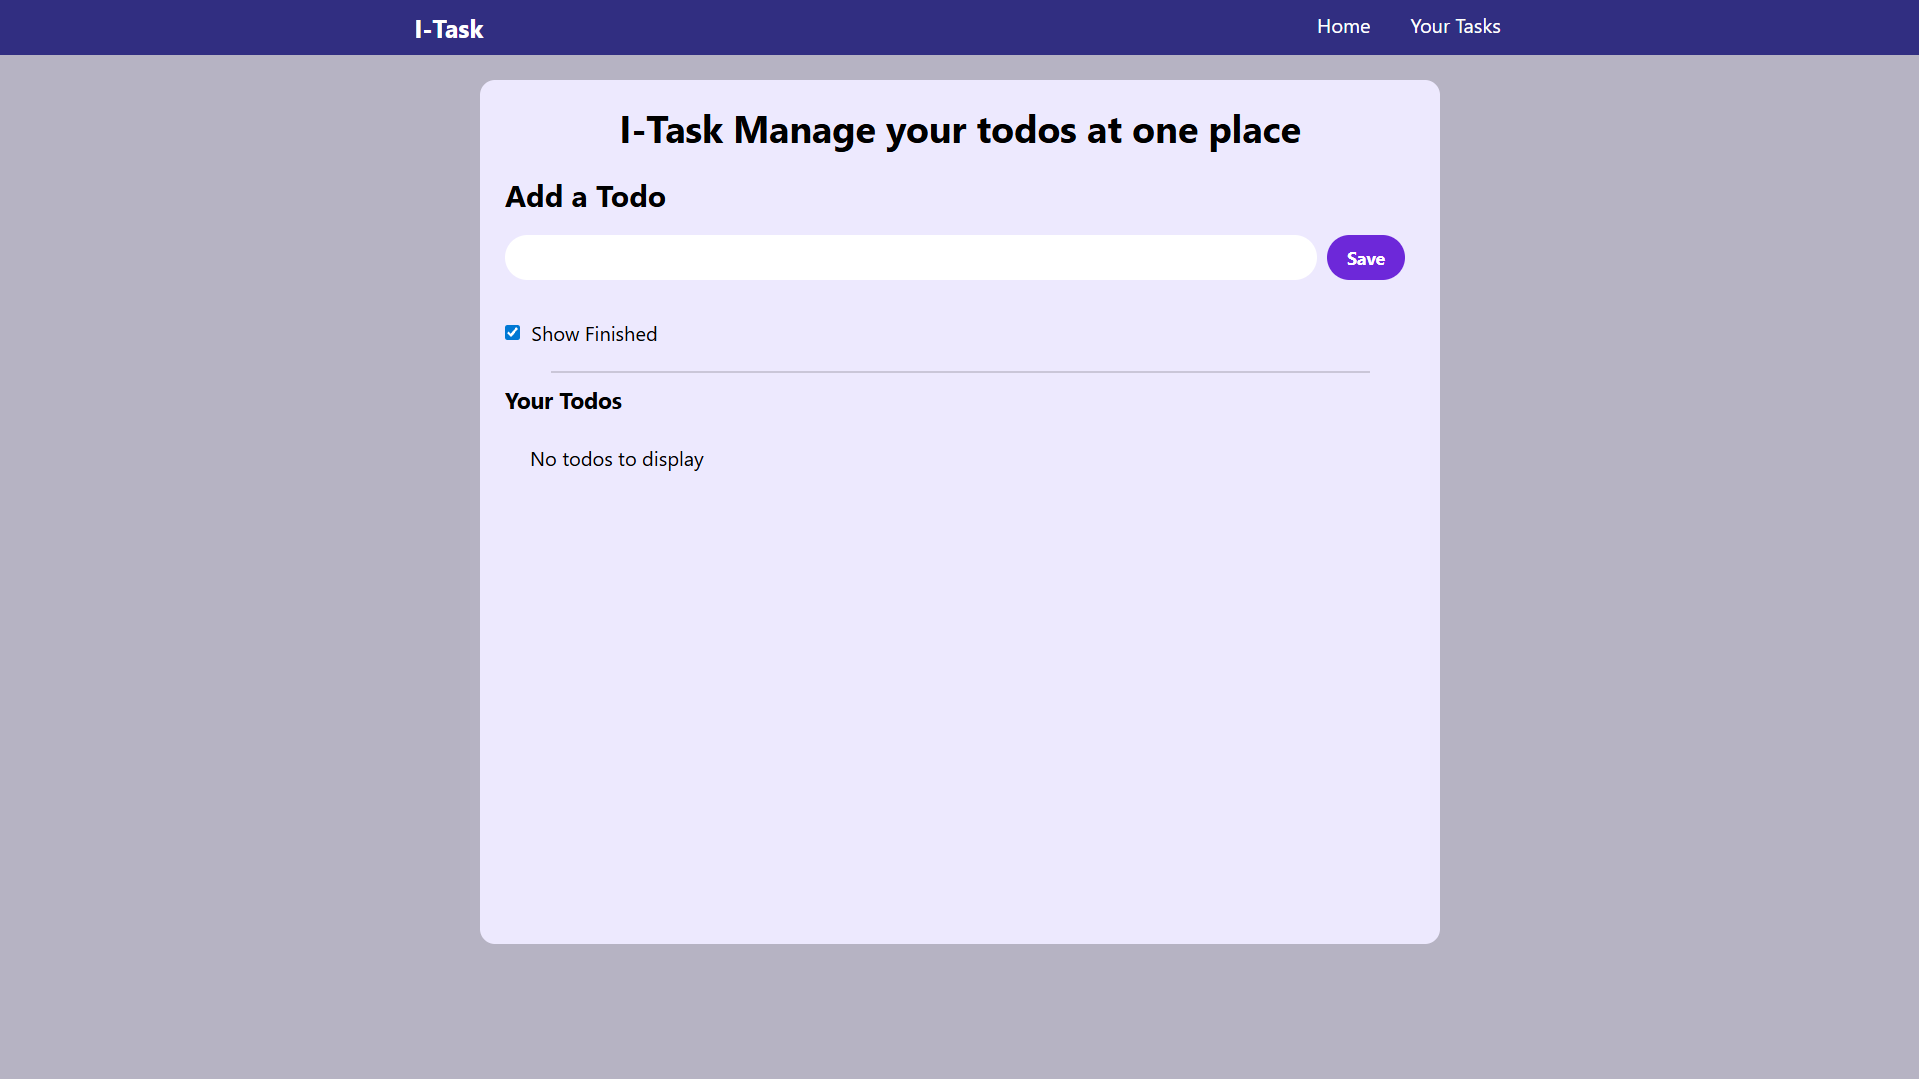 I-Task
Home
Your Tasks
I-Task Manage your todos at one place
Add a Todo
Save
Show Finished
Your Todos
No todos to display